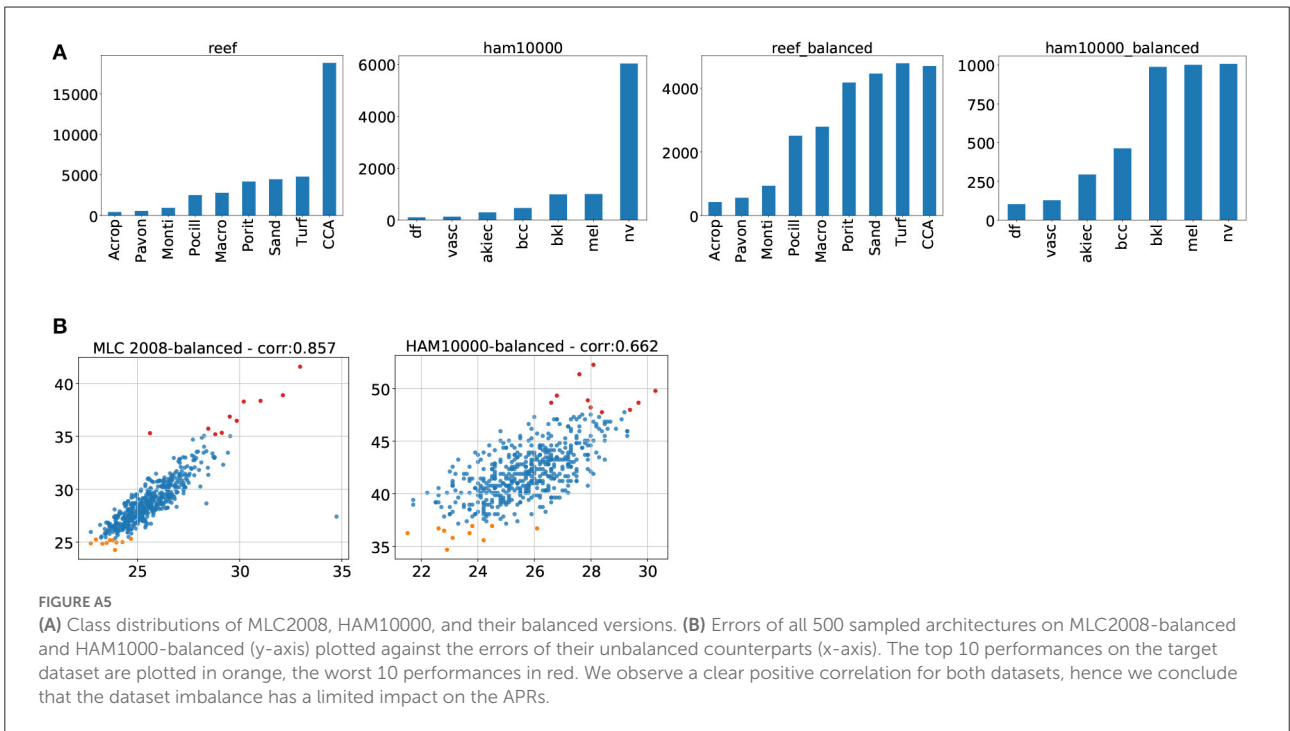 A
reef
ham10000
reef_balanced
ham10000_balanced
15000
10000
5000
0
Acrop
Pavon
Monti
Pocill
Macro
Porit
Sand
Turf
CCA
6000
4000
2000
0
df
vasc
akiec
bcc
bkl
mel
nv
4000
2000
0
Acrop
Pavon
Monti
Pocill
Macro
Porit
Sand
Turf
CCA
1000
750
500
250
0
df
vasc
akiec
bcc
bkl
mel
nv
B
MLC 2008-balanced - corr:0.857
40
35
30
25
25
30
35
HAM10000-balanced - corr:0.662
50
45
40
35
22
24
26
28
30
FIGURE A5
(A) Class distributions of MLC2008, HAM10000, and their balanced versions. (B) Errors of all 500 sampled architectures on MLC2008-balanced
and HAM1000-balanced (y-axis) plotted against the errors of their unbalanced counterparts (x-axis). The top 10 performances on the target
dataset are plotted in orange, the worst 10 performances in red. We observe a clear positive correlation for both datasets, hence we conclude
that the dataset imbalance has a limited impact on the APRs.